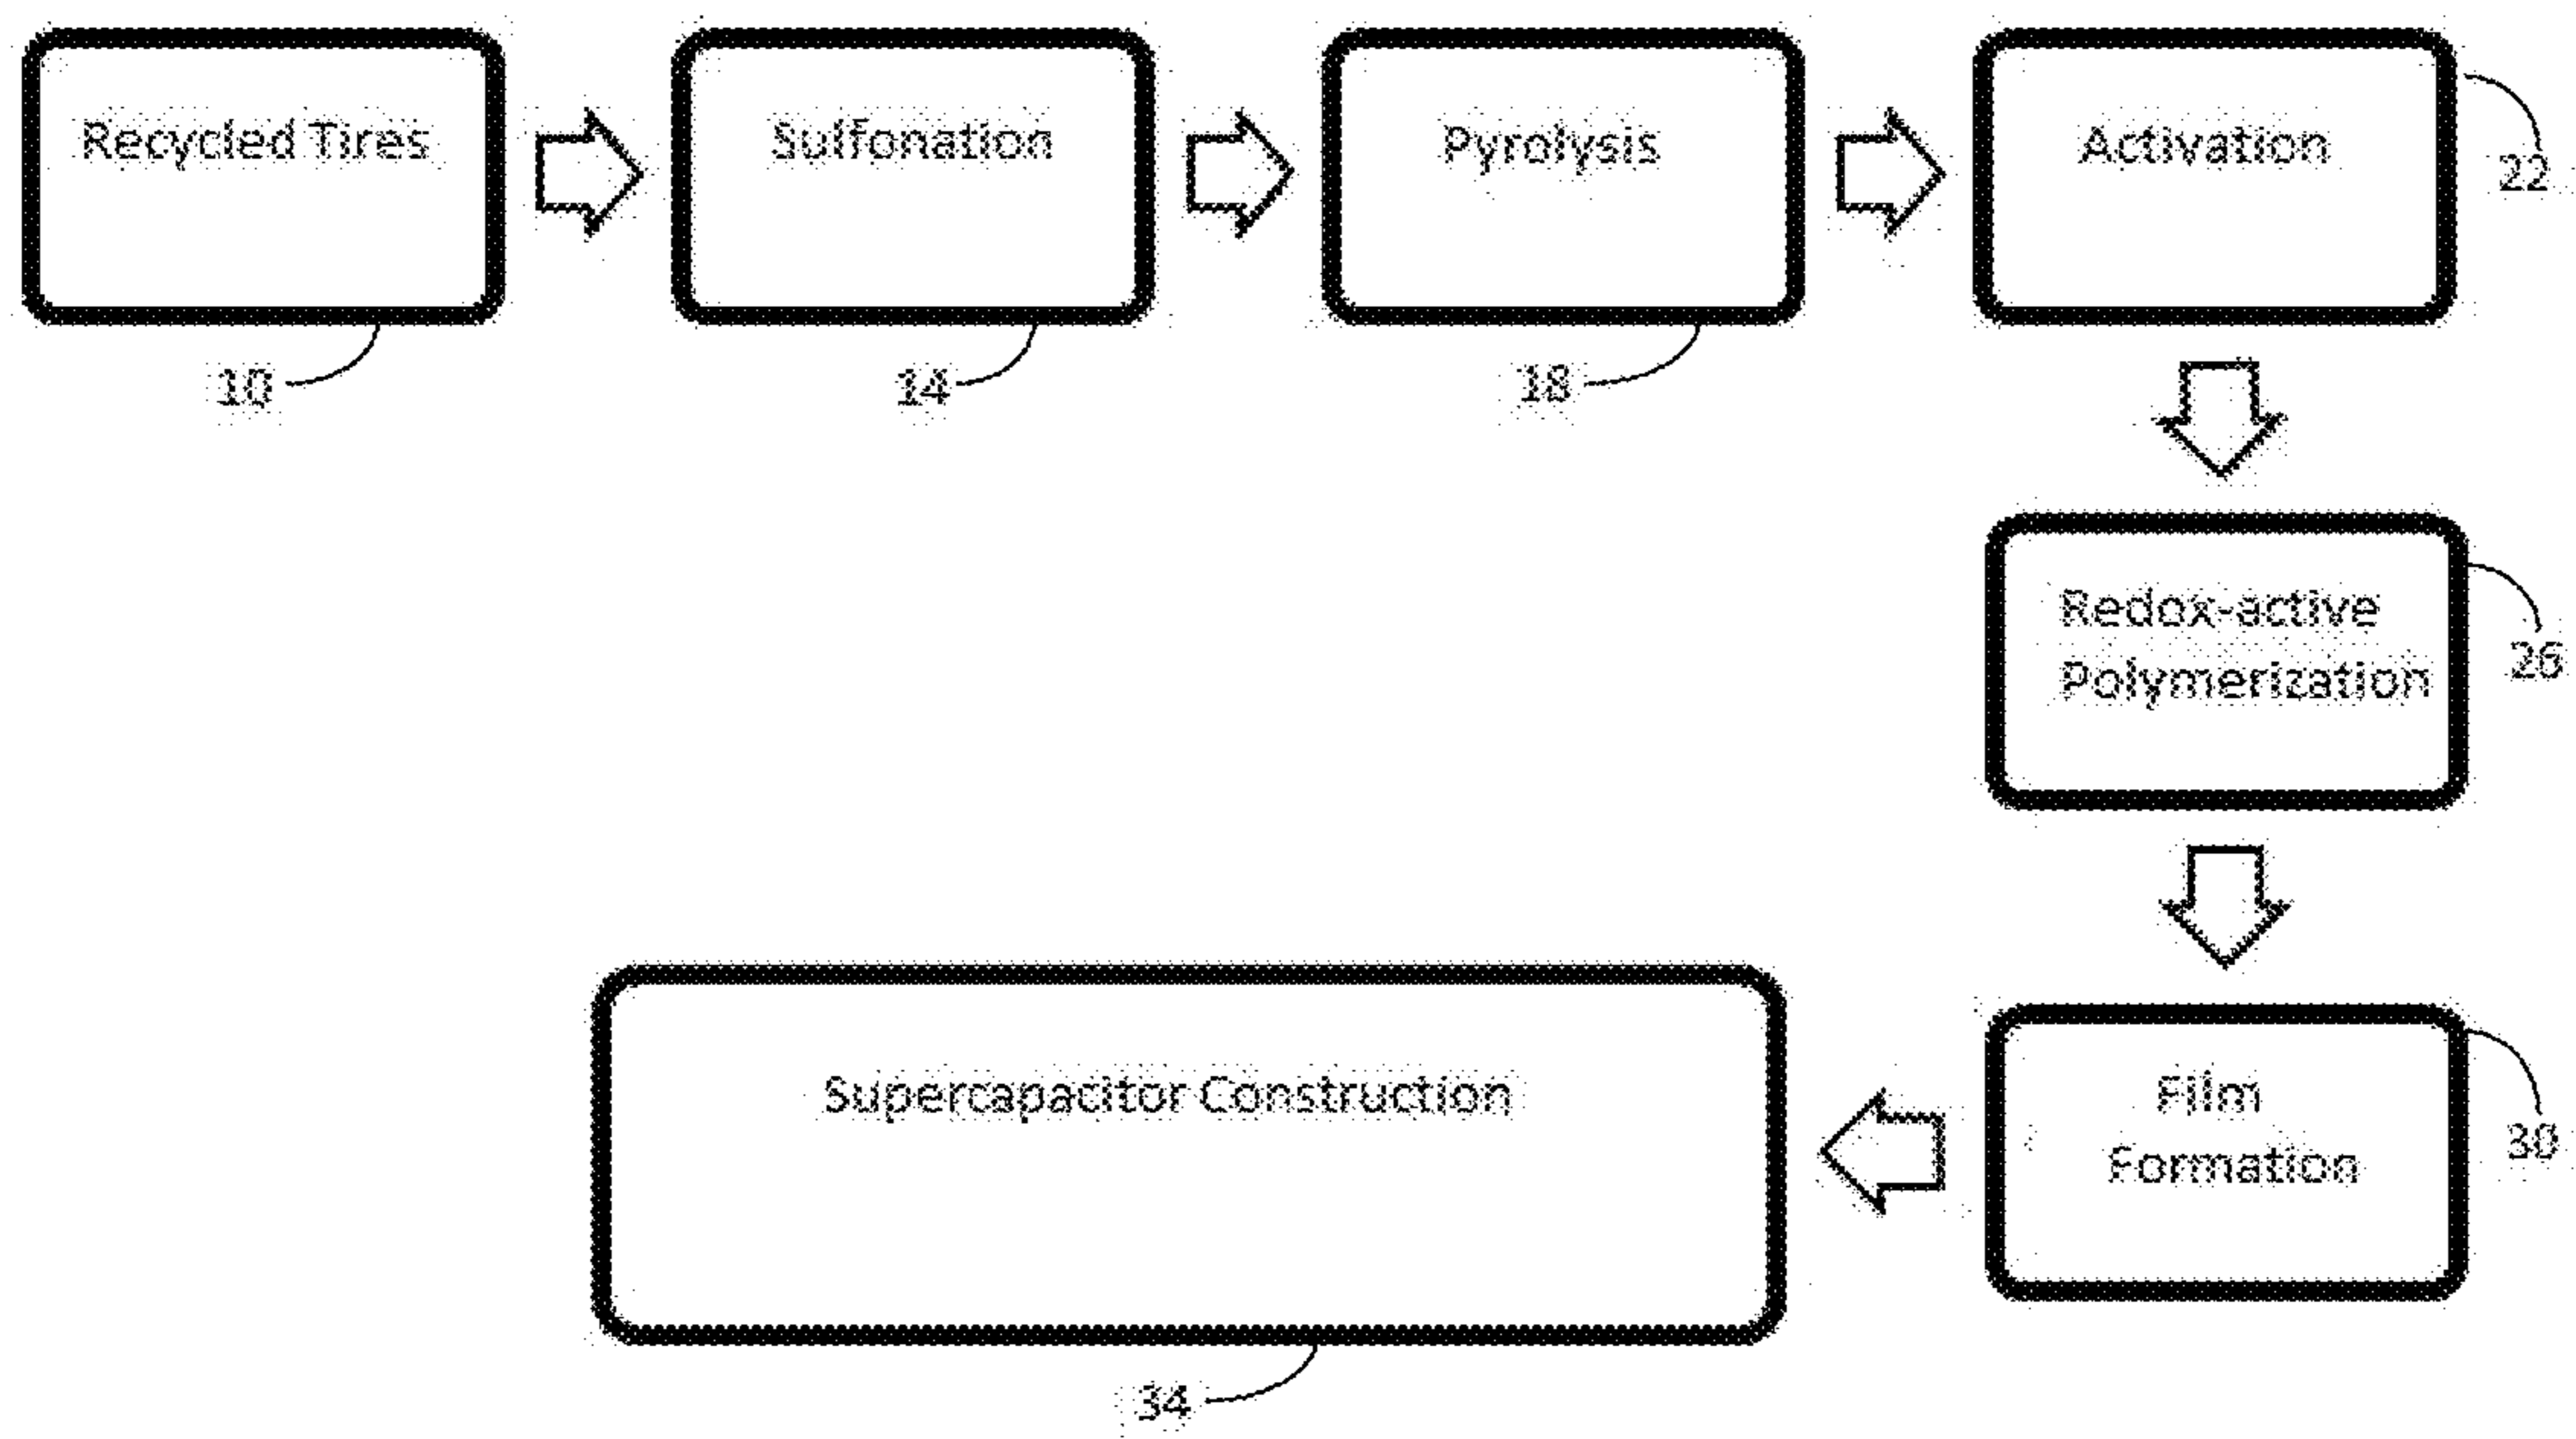 Recycled Tires
Sulfonation
Pyrolysis
Activation
22
10
14
18
Redox-active
Polymerization
26
Film
Formation
30
Supercapacitor Construction
34